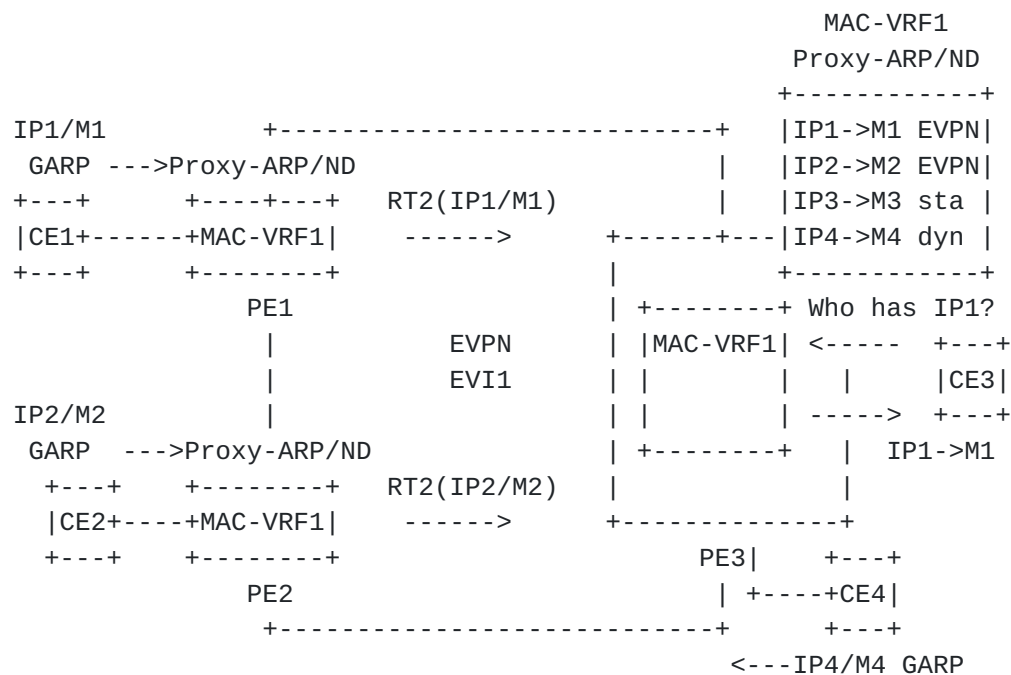 MAC-VRF1
                                                   Proxy-ARP/ND
                                                  +------------+
IP1/M1          +----------------------------+   |IP1->M1 EVPN|
 GARP --->Proxy-ARP/ND                        |   |IP2->M2 EVPN|
+---+      +----+---+   RT2(IP1/M1)          |   |IP3->M3 sta |
|CE1+------+MAC-VRF1|    ------>      +------+---|IP4->M4 dyn |
+---+      +--------+                 |          +------------+
               PE1                    | +--------+ Who has IP1?
                |           EVPN      | |MAC-VRF1| <-----  +---+
                |           EVI1      | |        |   |     |CE3|
IP2/M2          |                     | |        | ----->  +---+
 GARP  --->Proxy-ARP/ND               | +--------+   |  IP1->M1
  +---+    +--------+   RT2(IP2/M2)   |              |
  |CE2+----+MAC-VRF1|    ------>      +--------------+
  +---+    +--------+                       PE3|    +---+
               PE2                           | +----+CE4|
                +----------------------------+      +---+
                                              <---IP4/M4 GARP